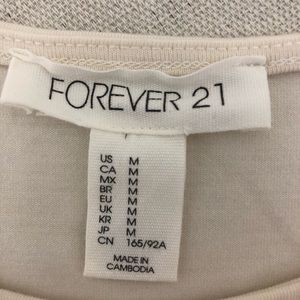 FOREVER 21
US M
CA M
MX M
BR M
EU M
UK M
KR M
JP M
CN 165/92A
MADE IN
CAMBODIA